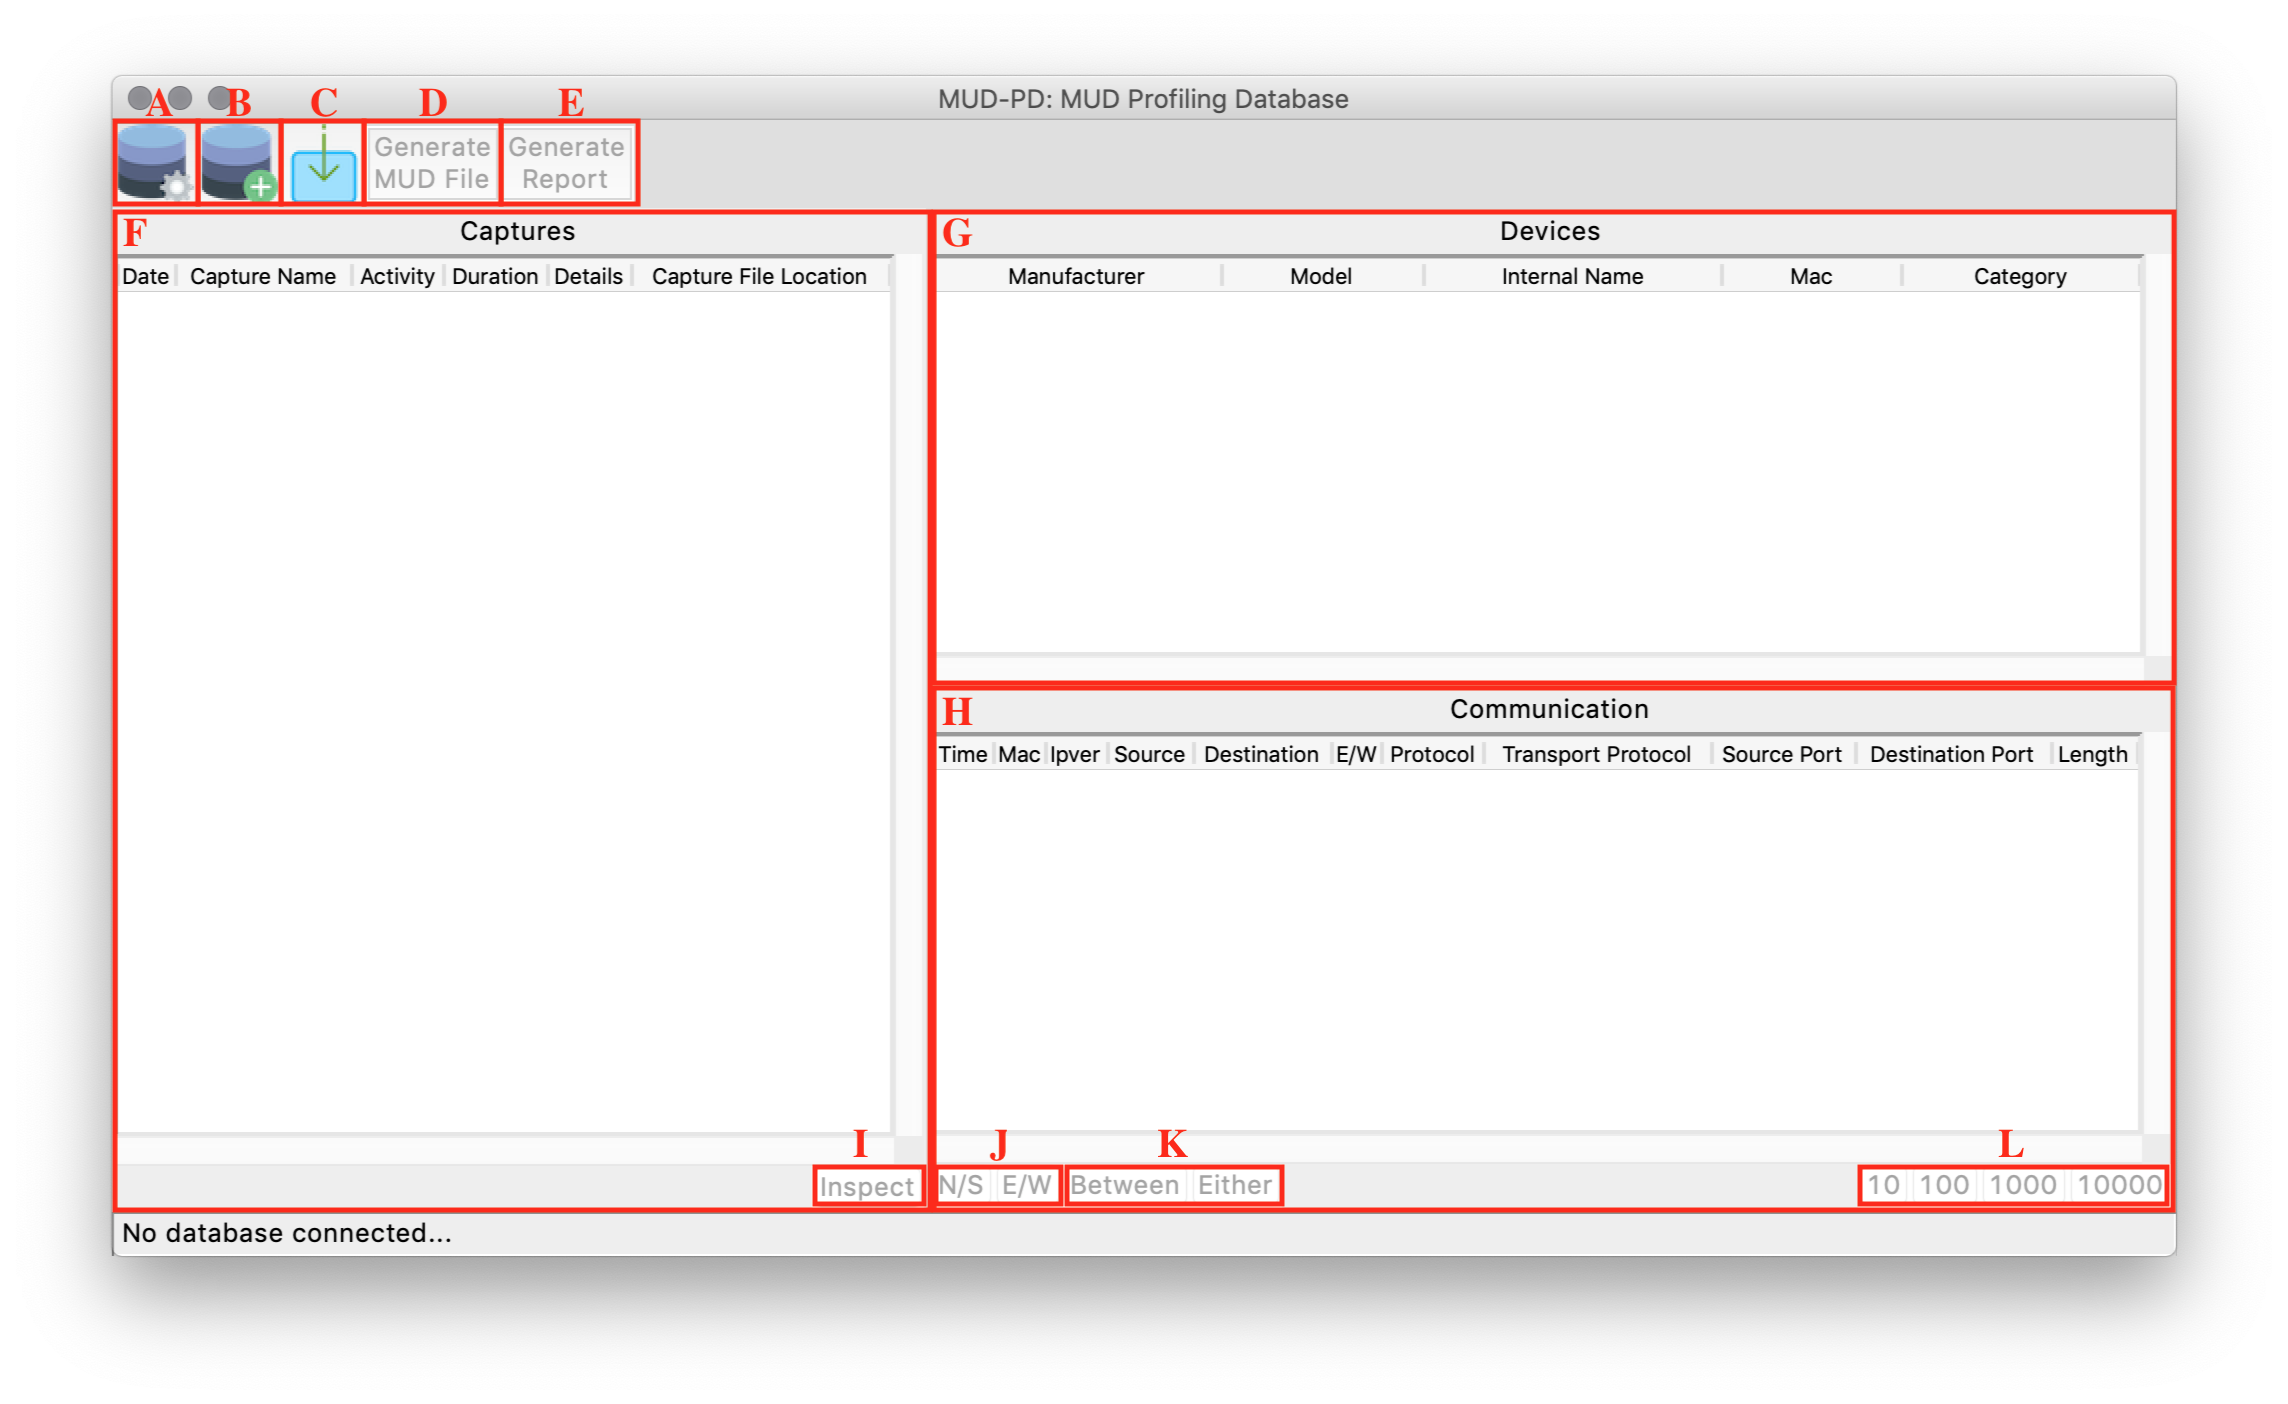 MUD-PD: MUD Profiling Database
A B C D E
Generate MUD File
Generate Report
F Captures
Date Capture Name Activity Duration Details Capture File Location
G Devices
Manufacturer Model Internal Name Mac Category
H Communication
Time Mac Ipver Source Destination E/W Protocol Transport Protocol Source Port Destination Port Length
I J K L
Inspect N/S E/W Between Either 10 100 1000 10000
No database connected...